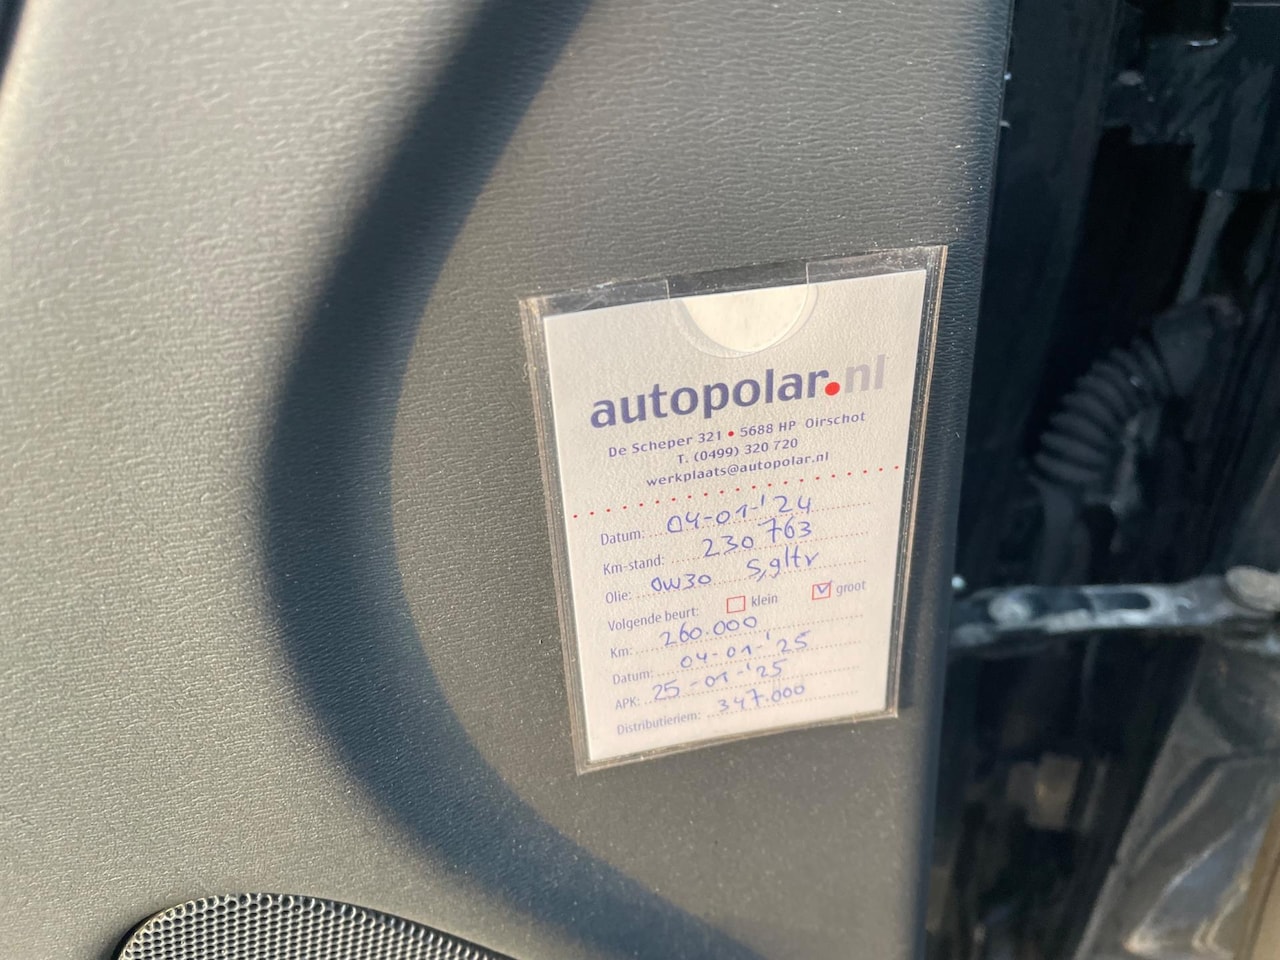 autopolar.nl
De Scheper 321 • 5688 HP Oirschot
T. (0499) 320 720
werkplaats@autopolar.nl
Datum: 04-01-'24
Km-stand: 230 763
Olie: 0W30 5,9ltr
Volgende beurt: klein groot
Km: 260.000
Datum: 04-01-'25
APK: 25-01-'25
Distributieriem: 347.000